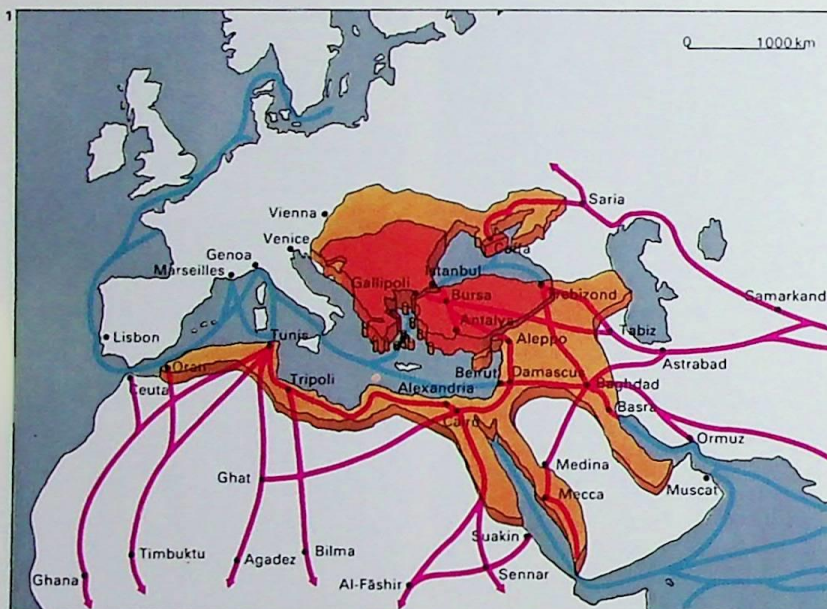 1
0 1000 km
Saria
Vienna
Venice
Caffa
Genoa
Marseilles
Gallipoli
Istanbul
Trebizond
Samarkand
Bursa
Lisbon
Tunis
Antalya
Aleppo
Tabiz
Astrabad
Oran
Ceuta
Tripoli
Alexandria
Beirut
Damascus
Baghdad
Basra
Cairo
Ormuz
Ghat
Medina
Muscat
Mecca
Suakin
Timbuktu
Agadez
Bilma
Ghana
Al-Fāshir
Sennar